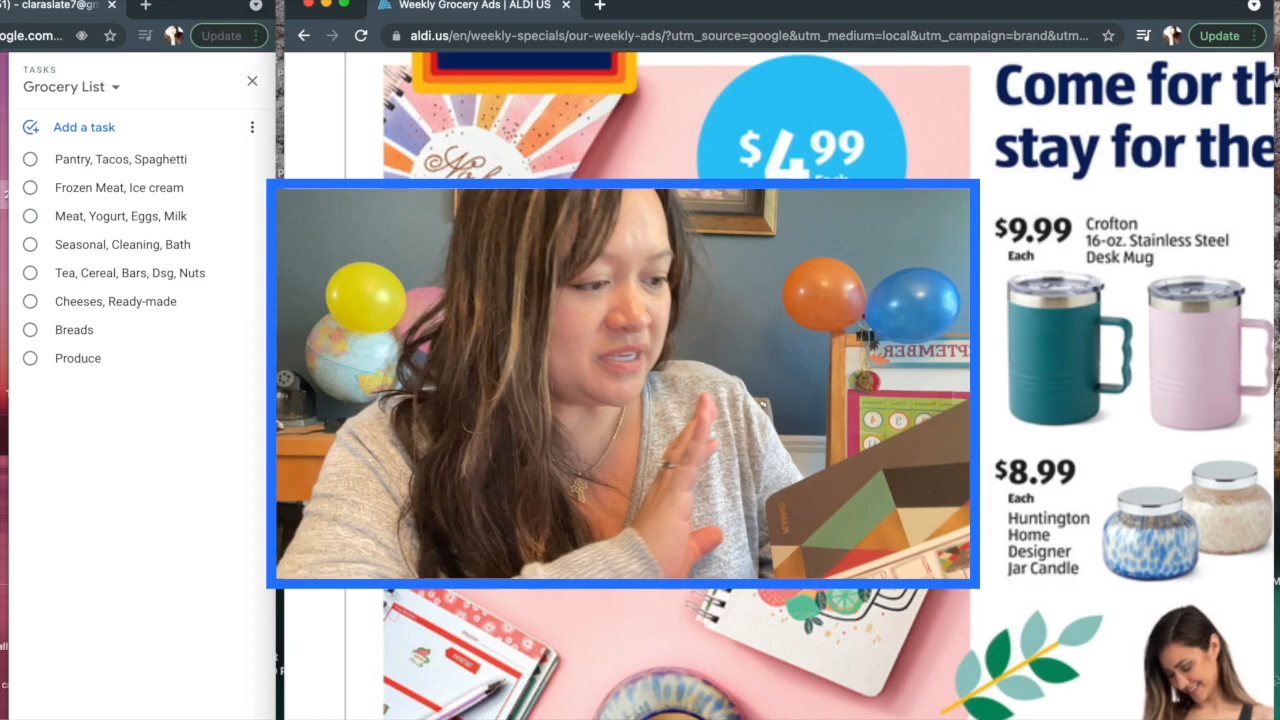 51) - claraslate7@gm
Weekly Grocery Ads | ALDI US
ogle.com...
Update
aldi.us/en/weekly-specials/our-weekly-ads/?utm_source=google&utm_medium=local&utm_campaign=brand&utm...
Update
TASKS
Grocery List
Add a task
Pantry, Tacos, Spaghetti
Frozen Meat, Ice cream
Meat, Yogurt, Eggs, Milk
Seasonal, Cleaning, Bath
Tea, Cereal, Bars, Dsg, Nuts
Cheeses, Ready-made
Breads
Produce
$4.99
Each
Come for th
stay for the
$9.99
Each
Crofton
16-oz. Stainless Steel
Desk Mug
SEPTEMBER
$8.99
Each
Huntington
Home
Designer
Jar Candle